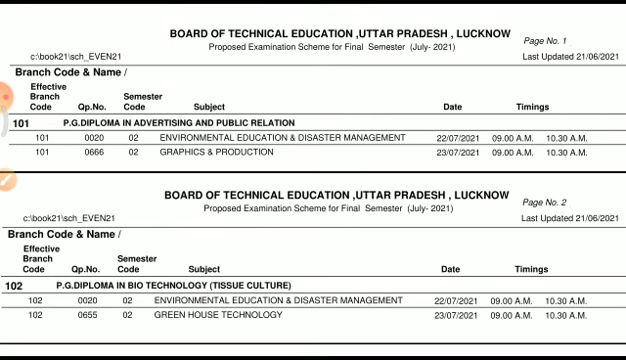 BOARD OF TECHNICAL EDUCATION ,UTTAR PRADESH , LUCKNOW
Page No. 1
Proposed Examination Scheme for Final Semester (July- 2021)
c:\book21\sch_EVEN21 Last Updated 21/06/2021
Branch Code & Name /
Effective
Branch Semester
Code Qp.No. Code Subject Date Timings
101 P.G.DIPLOMA IN ADVERTISING AND PUBLIC RELATION
101 0020 02 ENVIRONMENTAL EDUCATION & DISASTER MANAGEMENT 22/07/2021 09.00 A.M. 10.30 A.M.
101 0666 02 GRAPHICS & PRODUCTION 23/07/2021 09.00 A.M. 10.30 A.M.
BOARD OF TECHNICAL EDUCATION ,UTTAR PRADESH , LUCKNOW
Page No. 2
Proposed Examination Scheme for Final Semester (July- 2021)
c:\book21\sch_EVEN21 Last Updated 21/06/2021
Branch Code & Name /
Effective
Branch Semester
Code Qp.No. Code Subject Date Timings
102 P.G.DIPLOMA IN BIO TECHNOLOGY (TISSUE CULTURE)
102 0020 02 ENVIRONMENTAL EDUCATION & DISASTER MANAGEMENT 22/07/2021 09.00 A.M. 10.30 A.M.
102 0655 02 GREEN HOUSE TECHNOLOGY 23/07/2021 09.00 A.M. 10.30 A.M.